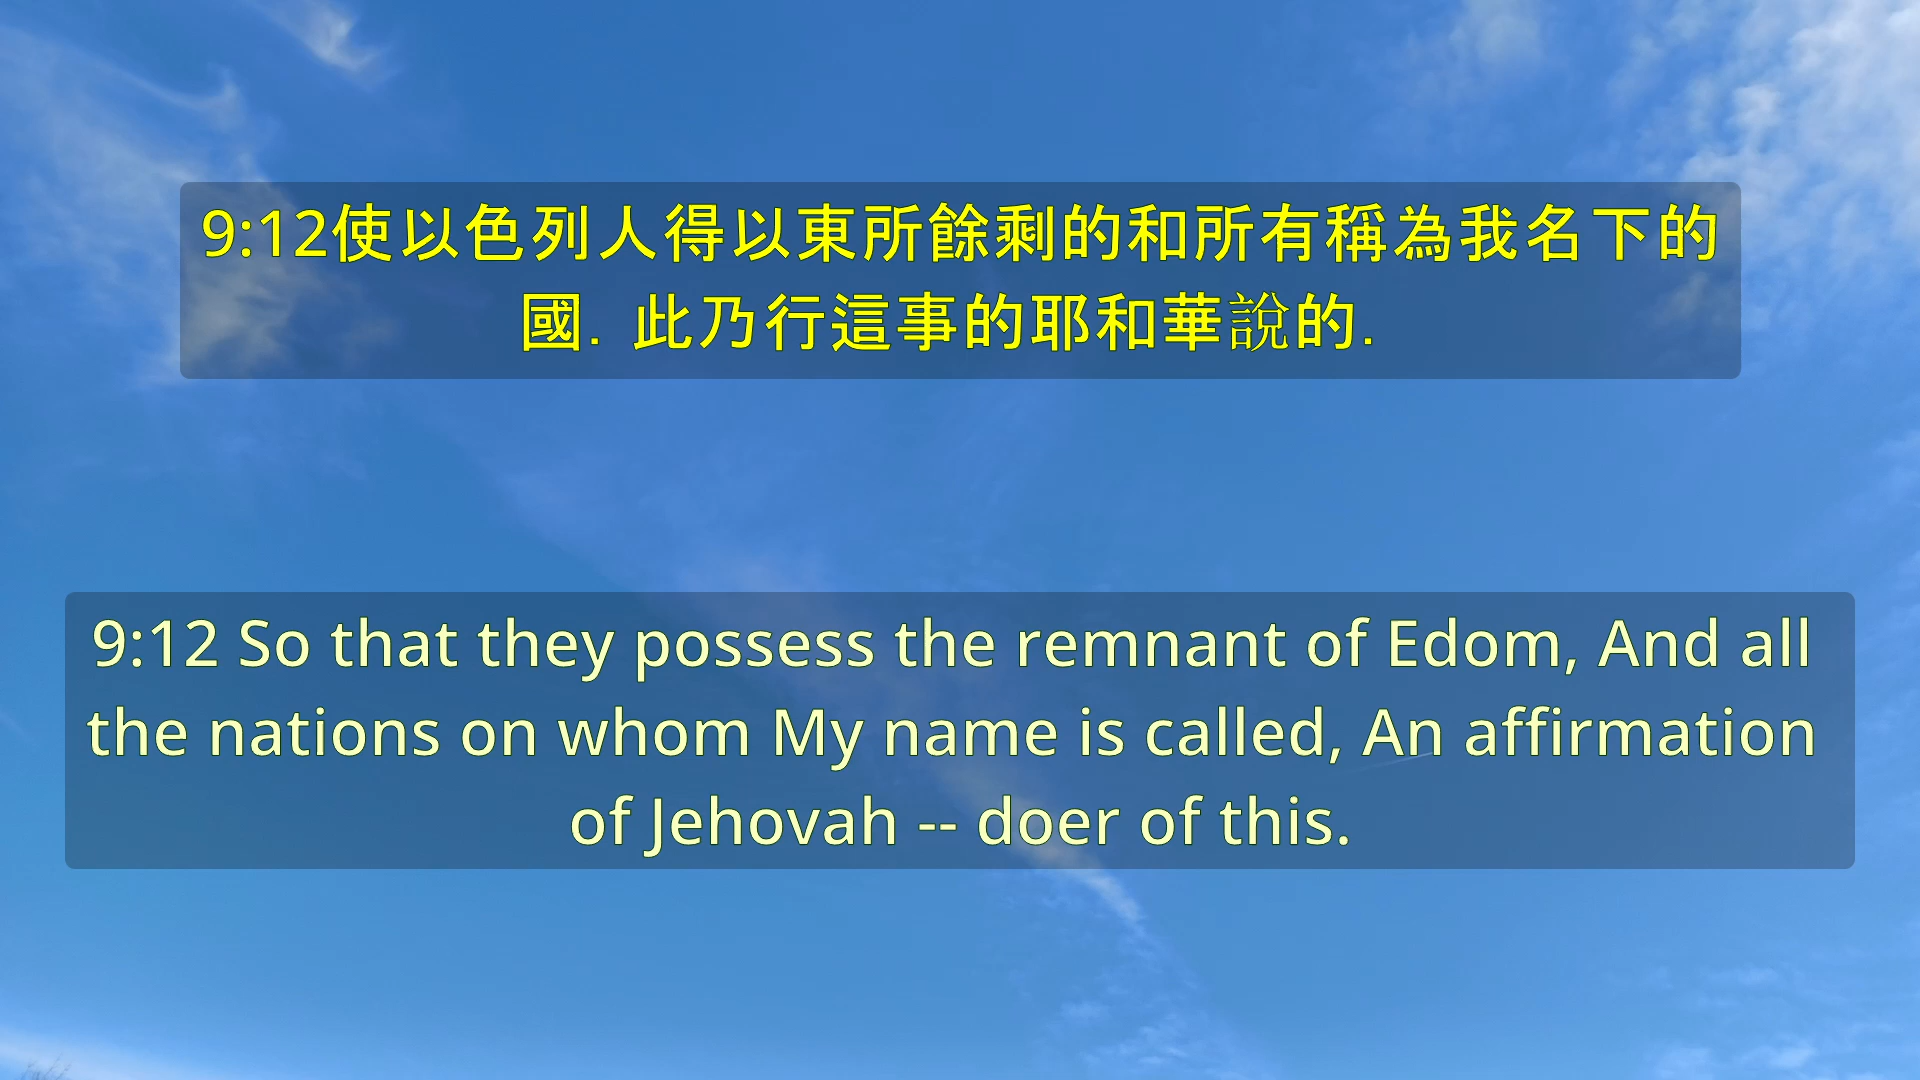 9:12使以色列人得以東所餘剩的和所有稱為我名下的
國. 此乃行這事的耶和華說的.
9:12 So that they possess the remnant of Edom, And all
the nations on whom My name is called, An affirmation
of Jehovah -- doer of this.